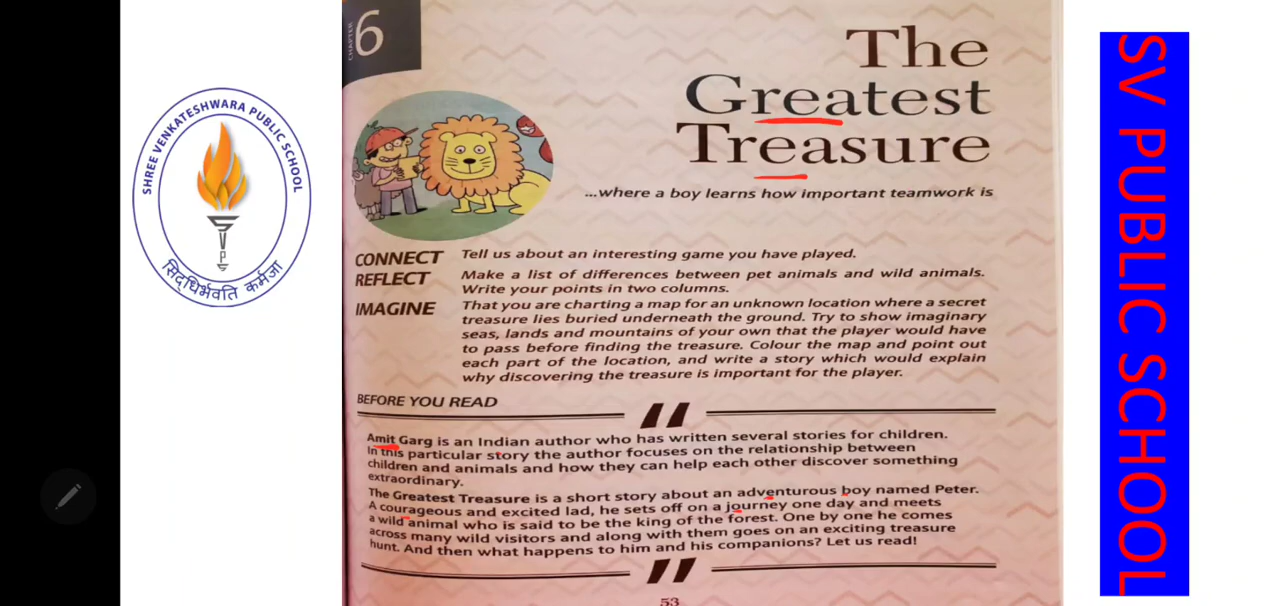 SHREE VENKATESHWARA PUBLIC SCHOOL
S
V
P
S
सिद्धिर्भवति कर्मजा
CHAPTER
6
The
Greatest
Treasure
...where a boy learns how important teamwork is
CONNECT Tell us about an interesting game you have played.
REFLECT Make a list of differences between pet animals and wild animals.
Write your points in two columns.
IMAGINE That you are charting a map for an unknown location where a secret
treasure lies buried underneath the ground. Try to show imaginary
seas, lands and mountains of your own that the player would have
to pass before finding the treasure. Colour the map and point out
each part of the location, and write a story which would explain
why discovering the treasure is important for the player.
BEFORE YOU READ
"
Amit Garg is an Indian author who has written several stories for children.
In this particular story the author focuses on the relationship between
children and animals and how they can help each other discover something
extraordinary.
The Greatest Treasure is a short story about an adventurous boy named Peter.
A courageous and excited lad, he sets off on a journey one day and meets
a wild animal who is said to be the king of the forest. One by one he comes
across many wild visitors and along with them goes on an exciting treasure
hunt. And then what happens to him and his companions? Let us read!
"
53
SV PUBLIC SCHOOL